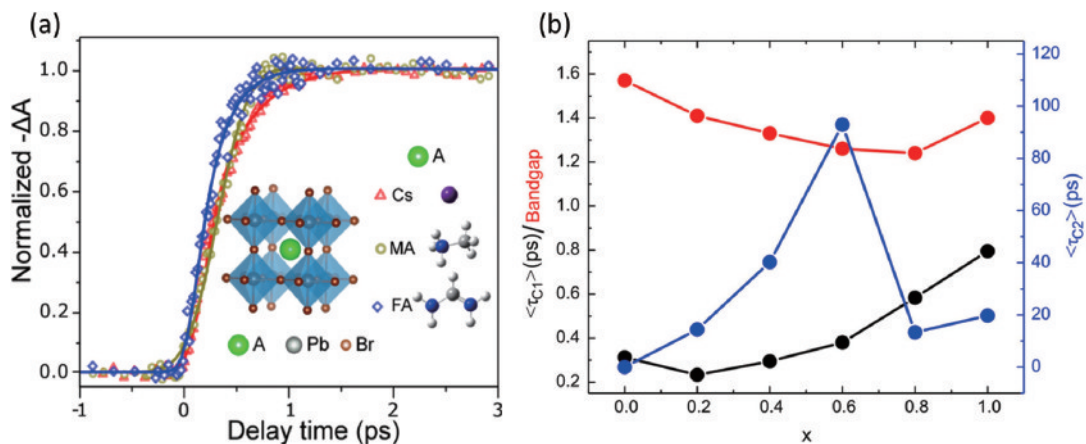 (a)
Normalized -ΔA
1.0
0.8
0.6
0.4
0.2
0.0
-1 0 1 2 3
Delay time (ps)
A
Cs
MA
FA
A Pb Br
(b)
<τC1>(ps)/Bandgap
1.6
1.4
1.2
1.0
0.8
0.6
0.4
0.2
0.0 0.2 0.4 0.6 0.8 1.0
x
120
100
80
60
40
20
0
<τC2>(ps)